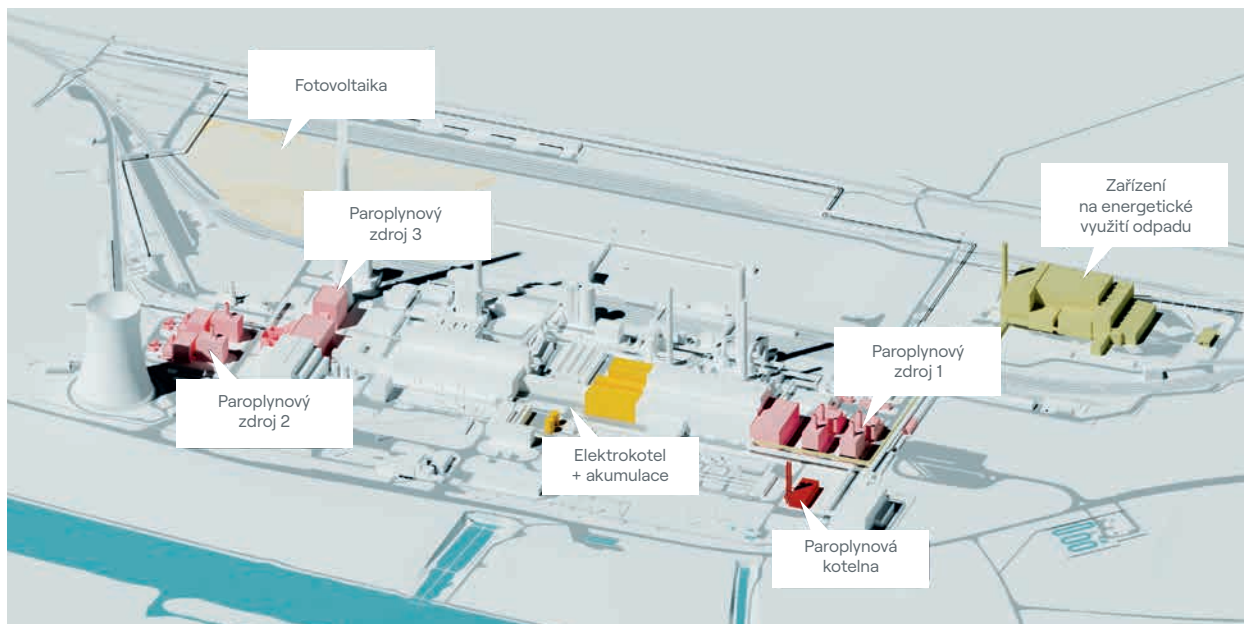 Fotovoltaika
Paroplynový
zdroj 3
Zařízení
na energetické
využití odpadu
Paroplynový
zdroj 1
Paroplynový
zdroj 2
Elektrokotel
+ akumulace
Paroplynová
kotelna